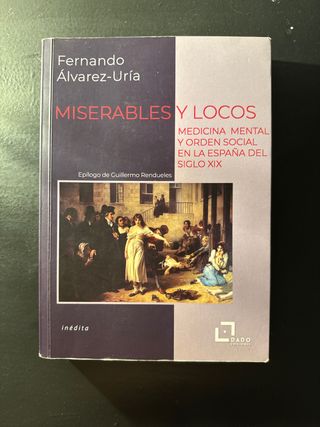 Fernando
Álvarez-Uría
MISERABLES Y LOCOS
MEDICINA MENTAL
Y ORDEN SOCIAL
EN LA ESPAÑA DEL
SIGLO XIX
Epílogo de Guillermo Rendueles
inédita
DADO
EDICIONES